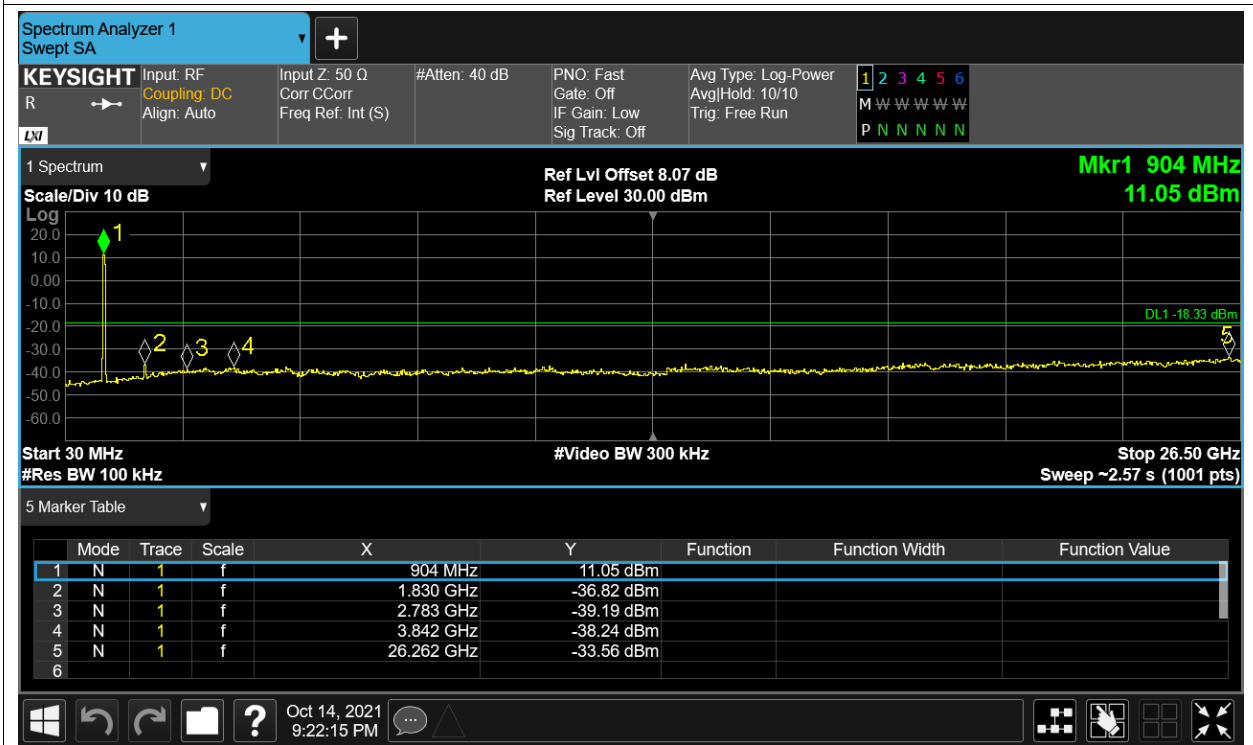 Spectrum Analyzer 1
Swept SA
+
KEYSIGHT Input: RF Input Z: 50 Ω #Atten: 40 dB PNO: Fast Avg Type: Log-Power 1 2 3 4 5 6
R Coupling: DC Corr CCorr Gate: Off Avg|Hold: 10/10 M W W W W W
Align: Auto Freq Ref: Int (S) IF Gain: Low Trig: Free Run
LXI Sig Track: Off P N N N N N
1 Spectrum Ref Lvl Offset 8.07 dB Mkr1 904 MHz
Scale/Div 10 dB Ref Level 30.00 dBm 11.05 dBm
Log
20.0 1
10.0
0.00
-10.0
DL1 -18.33 dBm
-20.0
2 3 4 5
-30.0
-40.0
-50.0
-60.0
Start 30 MHz #Video BW 300 kHz Stop 26.50 GHz
#Res BW 100 kHz Sweep ~2.57 s (1001 pts)
5 Marker Table
Mode Trace Scale X Y Function Function Width Function Value
1 N 1 f 904 MHz 11.05 dBm
2 N 1 f 1.830 GHz -36.82 dBm
3 N 1 f 2.783 GHz -39.19 dBm
4 N 1 f 3.842 GHz -38.24 dBm
5 N 1 f 26.262 GHz -33.56 dBm
6
? Oct 14, 2021
9:22:15 PM